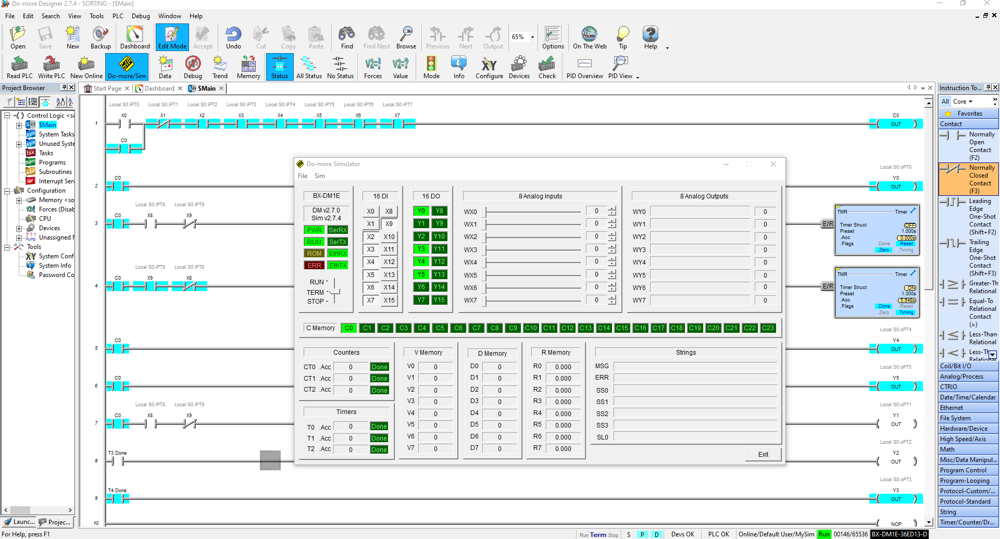 Do-more Designer 2.7.4 - SORTING - [$Main]
File Edit Search View Tools PLC Debug Window Help
Open Save New Backup Dashboard Edit Mode Accept Undo Cut Copy Paste Find Find Next Browse Previous Next Output 65% Options On The Web Tip Help
Read PLC Write PLC New Online Do-more/Sim Data Debug Trend Memory Status All Status No Status Forces Value Mode Info Configure Devices Check PID Overview PID View
Project Browser
Start Page Dashboard $Main
Instruction To...
Control Logic <so
$Main
System Tasks
Unused Syste
Tasks
Programs
Subroutines
Interrupt Serv
Configuration
Memory <so
Forces (Disab
CPU
Devices
Unassigned M
Tools
System Conf
System Info
Password Co
Launc... Projec...
Local S0:iPT0 Local S0:iPT1 Local S0:iPT2 Local S0:iPT3 Local S0:iPT4 Local S0:iPT5 Local S0:iPT6 Local S0:iPT7
X0 X1 X2 X3 X4 X5 X6 X7 C0
1 OUT
C0
Local S0:oPT0
C0 Y0
2 OUT
Local S0:iPT8 Local S0:iPT9
C0 X8 X9
3 E/R
TMR Timer
Timer Struct OFF
Preset 1.000s
.Acc 0.000s
.Flags .Done .Reset
.Zero .Timing
Local S0:iPT9 Local S0:iPT8
C0 X9 X8
4 E/R
TMR Timer
Timer Struct ON
Preset 1.000s
.Acc 5.648s
.Flags .Done .Reset
.Zero .Timing
Local S0:oPT4
C0 Y4
5 OUT
Local S0:oPT5
C0 Y5
6 OUT
Local S0:iPT8 Local S0:iPT9 Local S0:oPT1
C0 X8 X9 Y1
7 OUT
Local S0:oPT2
T3.Done Y2
8 OUT
Local S0:oPT3
T4.Done Y3
9 OUT
10 NOP
Do-more Simulator
File Sim
BX-DM1E
DM v2.7.0
Sim v2.7.4
PWR SerRX
RUN SerTX
ROM EthRX
ERR EthTX
RUN
TERM
STOP
16 DI
X0 X8
X1 X9
X2 X10
X3 X11
X4 X12
X5 X13
X6 X14
X7 X15
16 DO
Y0 Y8
Y1 Y9
Y2 Y10
Y3 Y11
Y4 Y12
Y5 Y13
Y6 Y14
Y7 Y15
8 Analog Inputs
WX0 0
WX1 0
WX2 0
WX3 0
WX4 0
WX5 0
WX6 0
WX7 0
8 Analog Outputs
WY0 0
WY1 0
WY2 0
WY3 0
WY4 0
WY5 0
WY6 0
WY7 0
C Memory C0 C1 C2 C3 C4 C5 C6 C7 C8 C9 C10 C11 C12 C13 C14 C15 C16 C17 C18 C19 C20 C21 C22 C23
Counters
CT0 .Acc 0 Done
CT1 .Acc 0 Done
CT2 .Acc 0 Done
Timers
T0 .Acc 0 Done
T1 .Acc 0 Done
T2 .Acc 0 Done
V Memory
V0 0
V1 0
V2 0
V3 0
V4 0
V5 0
V6 0
V7 0
D Memory
D0 0
D1 0
D2 0
D3 0
D4 0
D5 0
D6 0
D7 0
R Memory
R0 0.000
R1 0.000
R2 0.000
R3 0.000
R4 0.000
R5 0.000
R6 0.000
R7 0.000
Strings
MSG
ERR
SS0
SS1
SS2
SS3
SL0
Exit
All Core
Favorites
Contact
Normally
Open
Contact
(F2)
Normally
Closed
Contact
(F3)
Leading
Edge
One-Shot
Contact
(Shift+F2)
Trailing
Edge
One-Shot
Contact
(Shift+F3)
Greater-Th
Relational
Equal-To
Relational
Contact
(=)
Less-Than-
Relational
Less-Th
Relational
Coil/Bit I/O
Analog/Process
CTRIO
Date/Time/Calendar
Ethernet
File System
Hardware/Device
High Speed/Axis
Math
Misc/Data Manipul...
Program Control
Program-Looping
Protocol-Custom/...
Protocol-Standard
String
Timer/Counter/Dr...
For Help, press F1
Run Term Stop S P D Devs OK PLC OK Online/Default User/MySim Run 00146/65536 BX-DM1E-36ED13-D